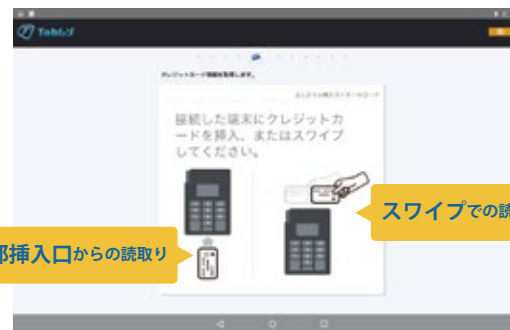 Tabレジ
クレジットカード情報を取得します。
接続した端末にクレジットカ
ードを挿入、またはスワイプ
してください。
スワイプでの読
部挿入口からの読取り